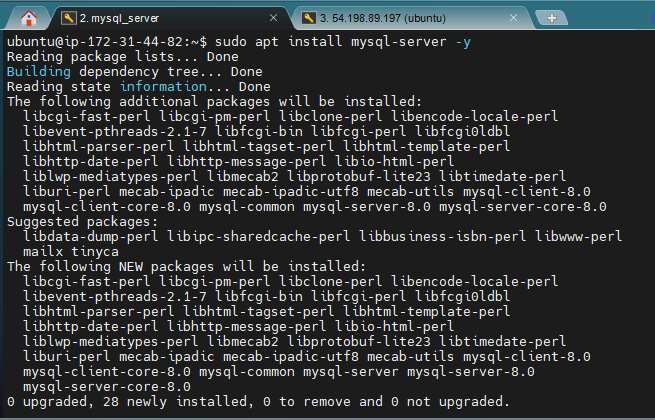 2. mysql_server
3. 54.198.89.197 (ubuntu)
ubuntu@ip-172-31-44-82:~$ sudo apt install mysql-server -y
Reading package lists... Done
Building dependency tree... Done
Reading state information... Done
The following additional packages will be installed:
  libcgi-fast-perl libcgi-pm-perl libclone-perl libencode-locale-perl
  libevent-pthreads-2.1-7 libfcgi-bin libfcgi-perl libfcgi0ldbl
  libhtml-parser-perl libhtml-tagset-perl libhtml-template-perl
  libhttp-date-perl libhttp-message-perl libio-html-perl
  liblwp-mediatypes-perl libmecab2 libprotobuf-lite23 libtimedate-perl
  liburi-perl mecab-ipadic mecab-ipadic-utf8 mecab-utils mysql-client-8.0
  mysql-client-core-8.0 mysql-common mysql-server-8.0 mysql-server-core-8.0
Suggested packages:
  libdata-dump-perl libipc-sharedcache-perl libbusiness-isbn-perl libwww-perl
  mailx tinyca
The following NEW packages will be installed:
  libcgi-fast-perl libcgi-pm-perl libclone-perl libencode-locale-perl
  libevent-pthreads-2.1-7 libfcgi-bin libfcgi-perl libfcgi0ldbl
  libhtml-parser-perl libhtml-tagset-perl libhtml-template-perl
  libhttp-date-perl libhttp-message-perl libio-html-perl
  liblwp-mediatypes-perl libmecab2 libprotobuf-lite23 libtimedate-perl
  liburi-perl mecab-ipadic mecab-ipadic-utf8 mecab-utils mysql-client-8.0
  mysql-client-core-8.0 mysql-common mysql-server mysql-server-8.0
  mysql-server-core-8.0
0 upgraded, 28 newly installed, 0 to remove and 0 not upgraded.